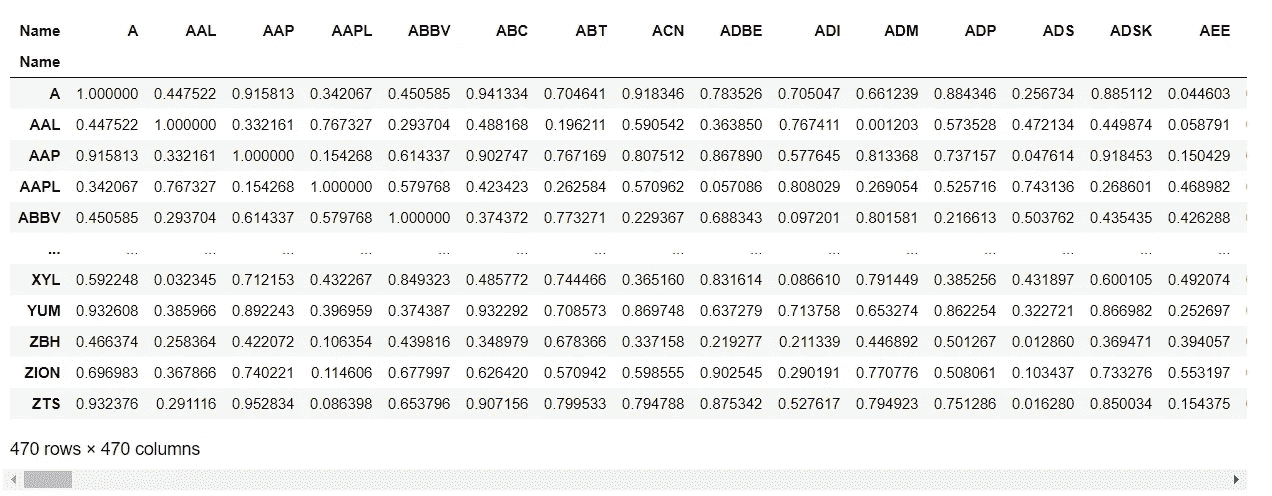 Name A AAL AAP AAPL ABBV ABC ABT ACN ADBE ADI ADM ADP ADS ADSK AEE
Name
A 1.000000 0.447522 0.915813 0.342067 0.450585 0.941334 0.704641 0.918346 0.783526 0.705047 0.661239 0.884346 0.256734 0.885112 0.044603
AAL 0.447522 1.000000 0.332161 0.767327 0.293704 0.488168 0.196211 0.590542 0.363850 0.767411 0.001203 0.573528 0.472134 0.449874 0.058791
AAP 0.915813 0.332161 1.000000 0.154268 0.614337 0.902747 0.767169 0.807512 0.867890 0.577645 0.813368 0.737157 0.047614 0.918453 0.150429
AAPL 0.342067 0.767327 0.154268 1.000000 0.579768 0.423423 0.262584 0.570962 0.057086 0.808029 0.269054 0.525716 0.743136 0.268601 0.468982
ABBV 0.450585 0.293704 0.614337 0.579768 1.000000 0.374372 0.773271 0.229367 0.688343 0.097201 0.801581 0.216613 0.503762 0.435435 0.426288
... ... ... ... ... ... ... ... ... ... ... ... ... ... ... ...
XYL 0.592248 0.032345 0.712153 0.432267 0.849323 0.485772 0.744466 0.365160 0.831614 0.086610 0.791449 0.385256 0.431897 0.600105 0.492074
YUM 0.932608 0.385966 0.892243 0.396959 0.374387 0.932292 0.708573 0.869748 0.637279 0.713758 0.653274 0.862254 0.322721 0.866982 0.252697
ZBH 0.466374 0.258364 0.422072 0.106354 0.439816 0.348979 0.678366 0.337158 0.219277 0.211339 0.446892 0.501267 0.012860 0.369471 0.394057
ZION 0.696983 0.367866 0.740221 0.114606 0.677997 0.626420 0.570942 0.598555 0.902545 0.290191 0.770776 0.508061 0.103437 0.733276 0.553197
ZTS 0.932376 0.291116 0.952834 0.086398 0.653796 0.907156 0.799533 0.794788 0.875342 0.527617 0.794923 0.751286 0.016280 0.850034 0.154375
470 rows × 470 columns